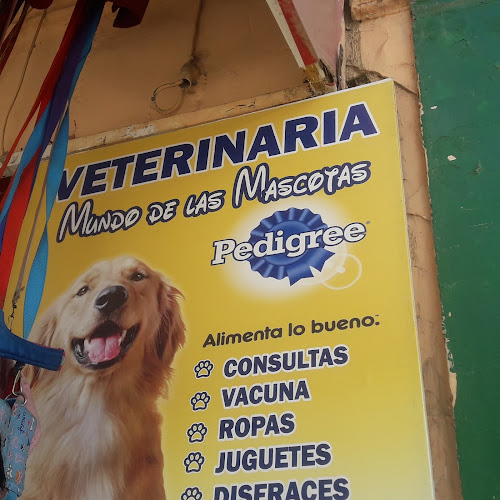 VETERINARIA
MUNDO DE LAS MASCOTAS
Pedigree
Alimenta lo bueno.
CONSULTAS
VACUNA
ROPAS
JUGUETES
DISFRACES